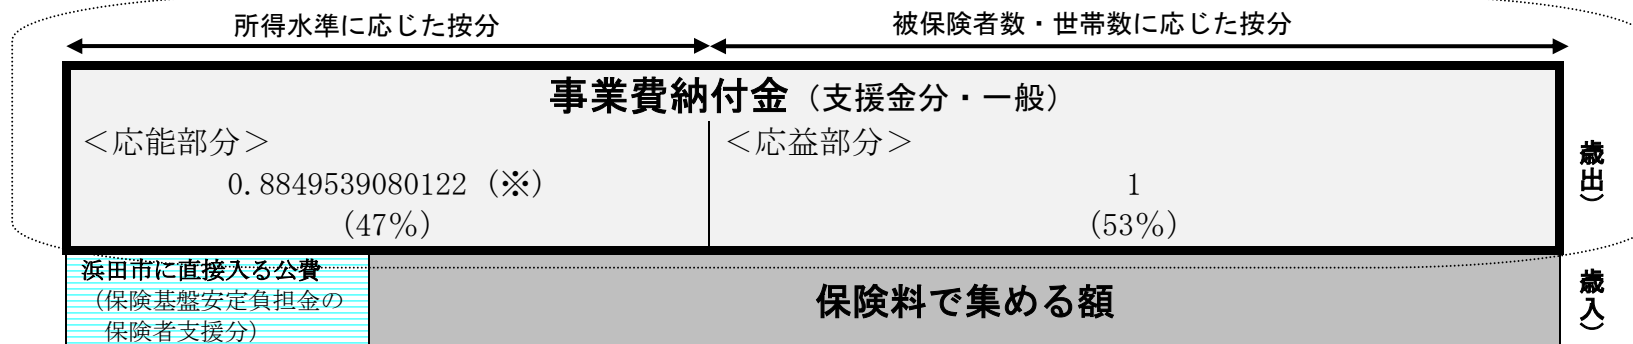 所得水準に応じた按分
被保険者数・世帯数に応じた按分
事業費納付金（支援金分・一般）
＜応能部分＞
＜応益部分＞
0.8849539080122（※）
1
(47%)
(53%)
歳出）
浜田市に直接入る公費
（保険基盤安定負担金の
保険者支援分）
保険料で集める額
歳入）